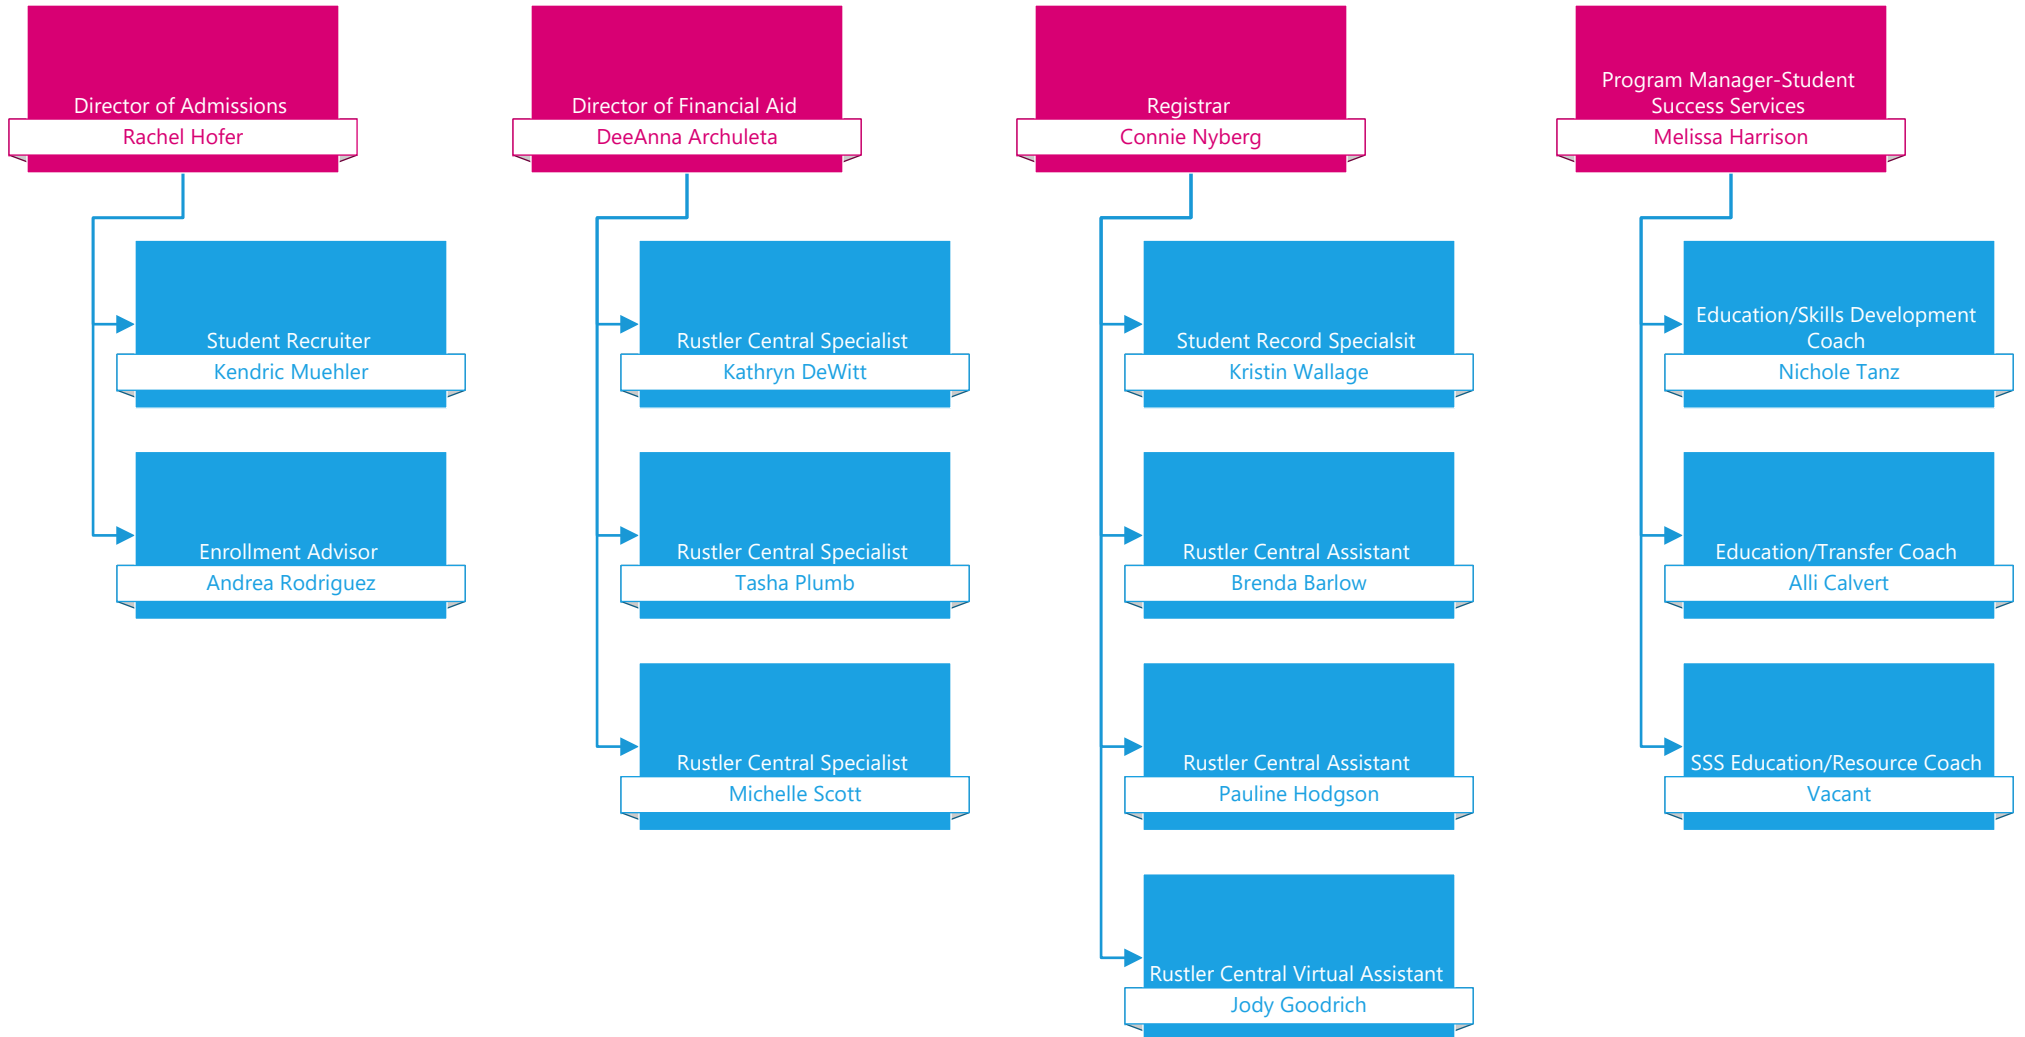 Director of Admissions
Rachel Hofer
Student Recruiter
Kendric Muehler
Enrollment Advisor
Andrea Rodriguez
Director of Financial Aid
DeeAnna Archuleta
Rustler Central Specialist
Kathryn DeWitt
Rustler Central Specialist
Tasha Plumb
Rustler Central Specialist
Michelle Scott
Registrar
Connie Nyberg
Student Record Specialsit
Kristin Wallage
Rustler Central Assistant
Brenda Barlow
Rustler Central Assistant
Pauline Hodgson
Rustler Central Virtual Assistant
Jody Goodrich
Program Manager-Student
Success Services
Melissa Harrison
Education/Skills Development
Coach
Nichole Tanz
Education/Transfer Coach
Alli Calvert
SSS Education/Resource Coach
Vacant